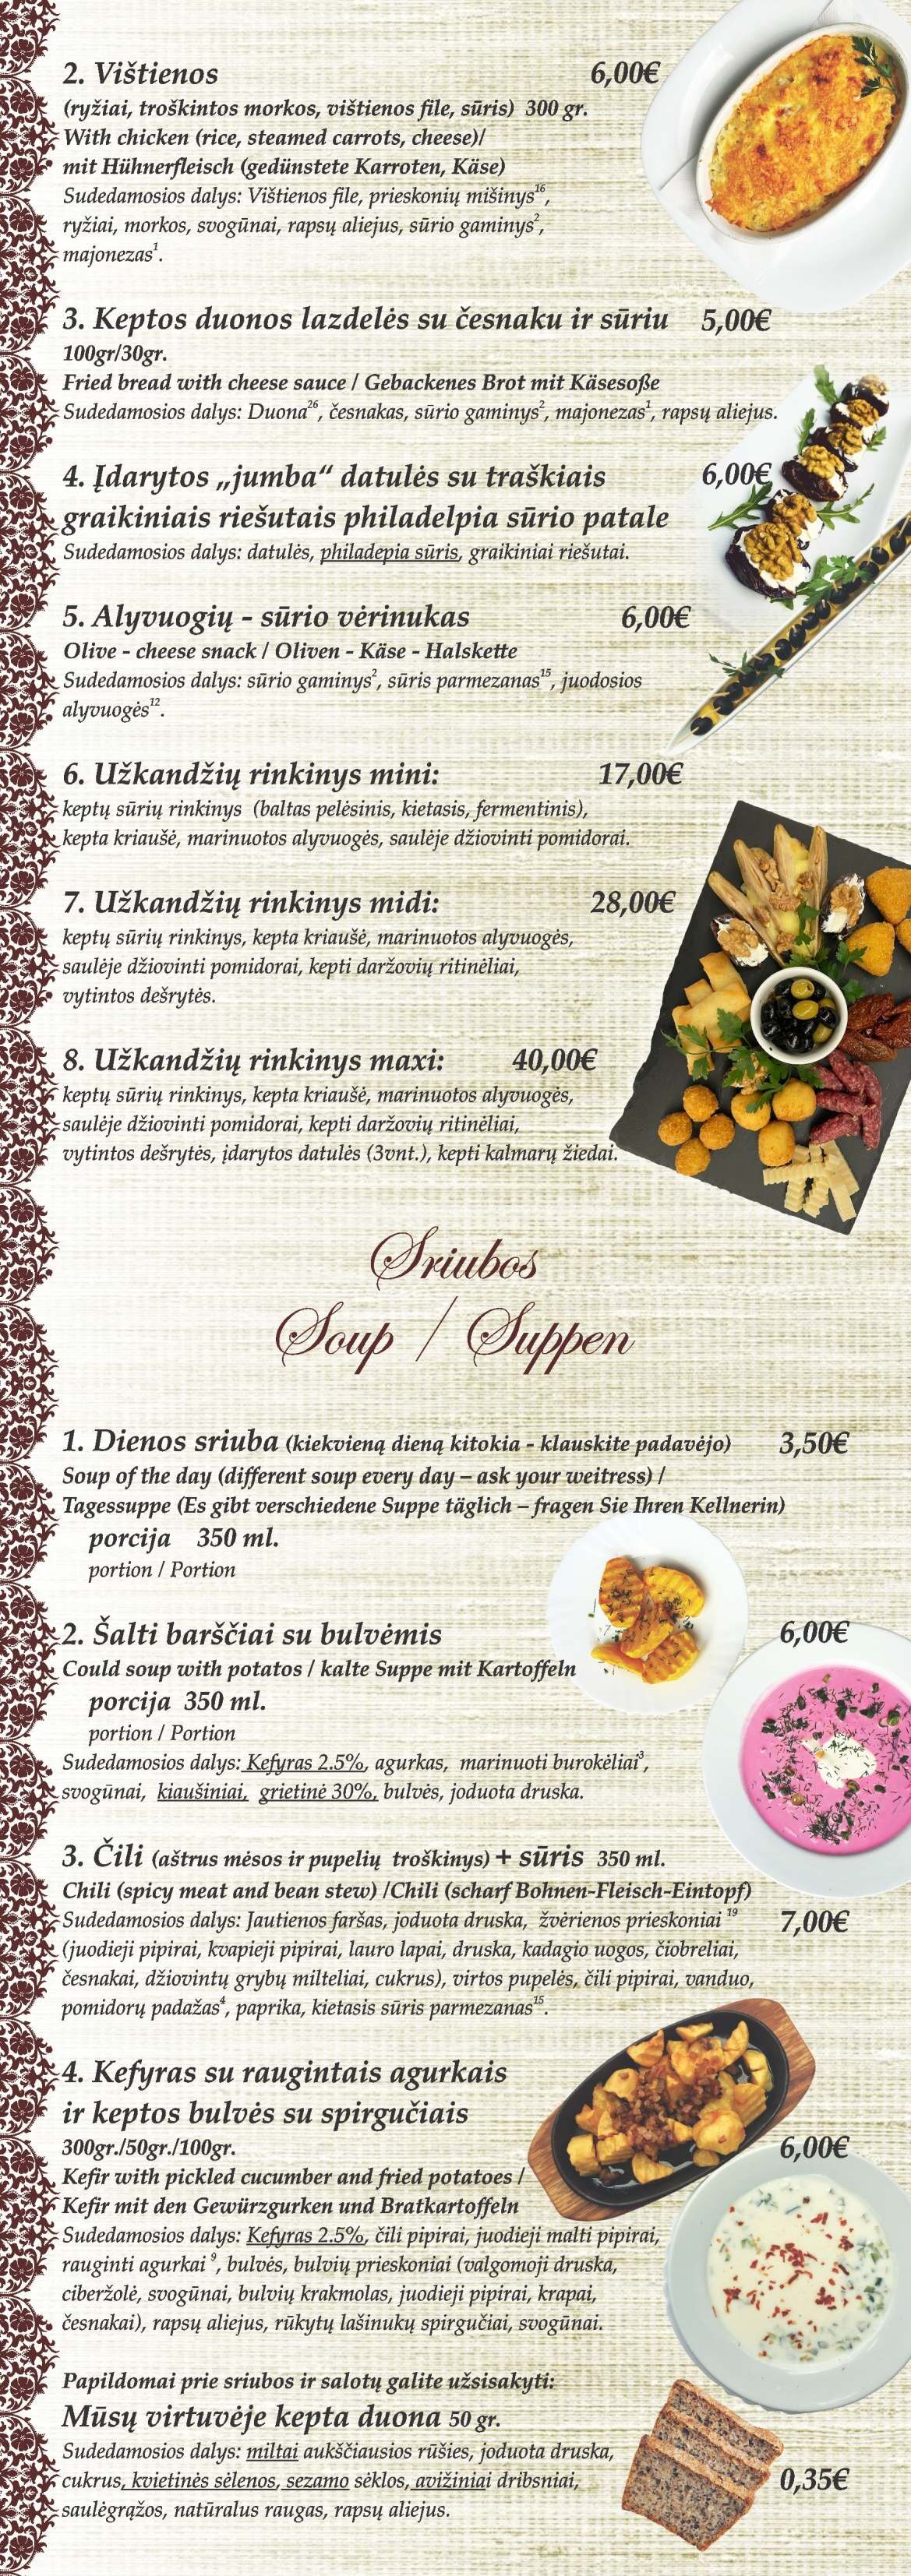 2. Vištienos 6,00€
(ryžiai, troškintos morkos, vištienos file, sūris) 300 gr.
With chicken (rice, steamed carrots, cheese)/
mit Hühnerfleisch (gedünstete Karroten, Käse)
Sudedamosios dalys: Vištienos file, prieskonių mišinys¹⁶,
ryžiai, morkos, svogūnai, rapsų aliejus, sūrio gaminys²,
majonezas¹.
3. Keptos duonos lazdelės su česnaku ir sūriu 5,00€
100gr/30gr.
Fried bread with cheese sauce / Gebackenes Brot mit Käsesoße
Sudedamosios dalys: Duona²⁶, česnakas, sūrio gaminys², majonezas¹, rapsų aliejus.
4. Įdarytos „jumba“ datulės su traškiais 6,00€
graikiniais riešutais philadelpia sūrio patale
Sudedamosios dalys: datulės, philadepia sūris, graikiniai riešutai.
5. Alyvuogių - sūrio vėrinukas 6,00€
Olive - cheese snack / Oliven - Käse - Halskette
Sudedamosios dalys: sūrio gaminys², sūris parmezanas¹⁵, juodosios
alyvuogės¹².
6. Užkandžių rinkinys mini: 17,00€
keptų sūrių rinkinys (baltas pelėsinis, kietasis, fermentinis),
kepta kriaušė, marinuotos alyvuogės, saulėje džiovinti pomidorai.
7. Užkandžių rinkinys midi: 28,00€
keptų sūrių rinkinys, kepta kriaušė, marinuotos alyvuogės,
saulėje džiovinti pomidorai, kepti daržovių ritinėliai,
vytintos dešrytės.
8. Užkandžių rinkinys maxi: 40,00€
keptų sūrių rinkinys, kepta kriaušė, marinuotos alyvuogės,
saulėje džiovinti pomidorai, kepti daržovių ritinėliai,
vytintos dešrytės, įdarytos datulės (3vnt.), kepti kalmarų žiedai.
Sriubos
Soup / Suppen
1. Dienos sriuba (kiekvieną dieną kitokia - klauskite padavėjo) 3,50€
Soup of the day (different soup every day – ask your weitress) /
Tagessuppe (Es gibt verschiedene Suppe täglich – fragen Sie Ihren Kellnerin)
porcija 350 ml.
portion / Portion
2. Šalti barščiai su bulvėmis 6,00€
Could soup with potatos / kalte Suppe mit Kartoffeln
porcija 350 ml.
portion / Portion
Sudedamosios dalys: Kefyras 2.5%, agurkas, marinuoti burokėliai³,
svogūnai, kiaušiniai, grietinė 30%, bulvės, joduota druska.
3. Čili (aštrus mėsos ir pupelių troškinys) + sūris 350 ml.
Chili (spicy meat and bean stew) /Chili (scharf Bohnen-Fleisch-Eintopf)
Sudedamosios dalys: Jautienos faršas, joduota druska, žvėrienos prieskoniai ¹⁹ 7,00€
(juodieji pipirai, kvapieji pipirai, lauro lapai, druska, kadagio uogos, čiobreliai,
česnakai, džiovintų grybų milteliai, cukrus), virtos pupelės, čili pipirai, vanduo,
pomidorų padažas⁴, paprika, kietasis sūris parmezanas¹⁵.
4. Kefyras su raugintais agurkais
ir keptos bulvės su spirgučiais
300gr./50gr./100gr. 6,00€
Kefir with pickled cucumber and fried potatoes /
Kefir mit den Gewürzgurken und Bratkartoffeln
Sudedamosios dalys: Kefyras 2.5%, čili pipirai, juodieji malti pipirai,
rauginti agurkai ⁹, bulvės, bulvių prieskoniai (valgomoji druska,
ciberžolė, svogūnai, bulvių krakmolas, juodieji pipirai, krapai,
česnakai), rapsų aliejus, rūkytų lašinukų spirgučiai, svogūnai.
Papildomai prie sriubos ir salotų galite užsisakyti:
Mūsų virtuvėje kepta duona 50 gr.
Sudedamosios dalys: miltai aukščiausios rūšies, joduota druska,
cukrus, kvietinės sėlenos, sezamo sėklos, avižiniai dribsniai, 0,35€
saulėgrąžos, natūralus raugas, rapsų aliejus.